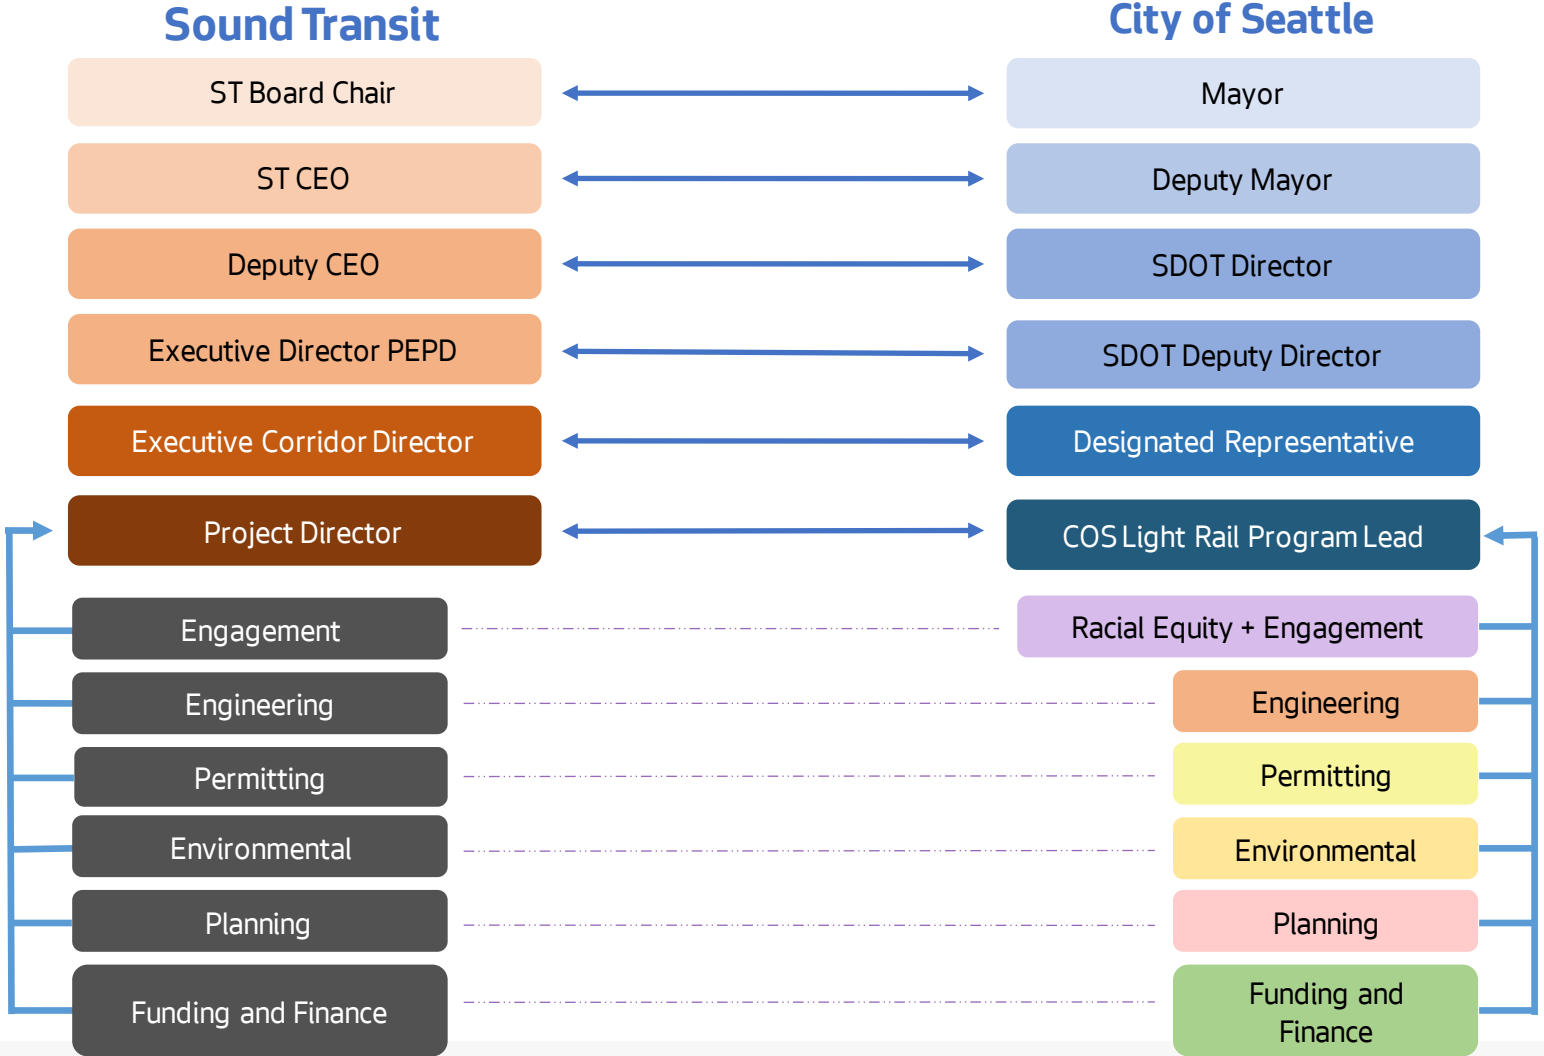 Sound Transit
City of Seattle
ST Board Chair
Mayor
ST CEO
Deputy Mayor
Deputy CEO
SDOT Director
Executive Director PEPD
SDOT Deputy Director
Executive Corridor Director
Designated Representative
Project Director
COS Light Rail Program Lead
Engagement
Racial Equity + Engagement
Engineering
Engineering
Permitting
Permitting
Environmental
Environmental
Planning
Planning
Funding and Finance
Funding and
Finance